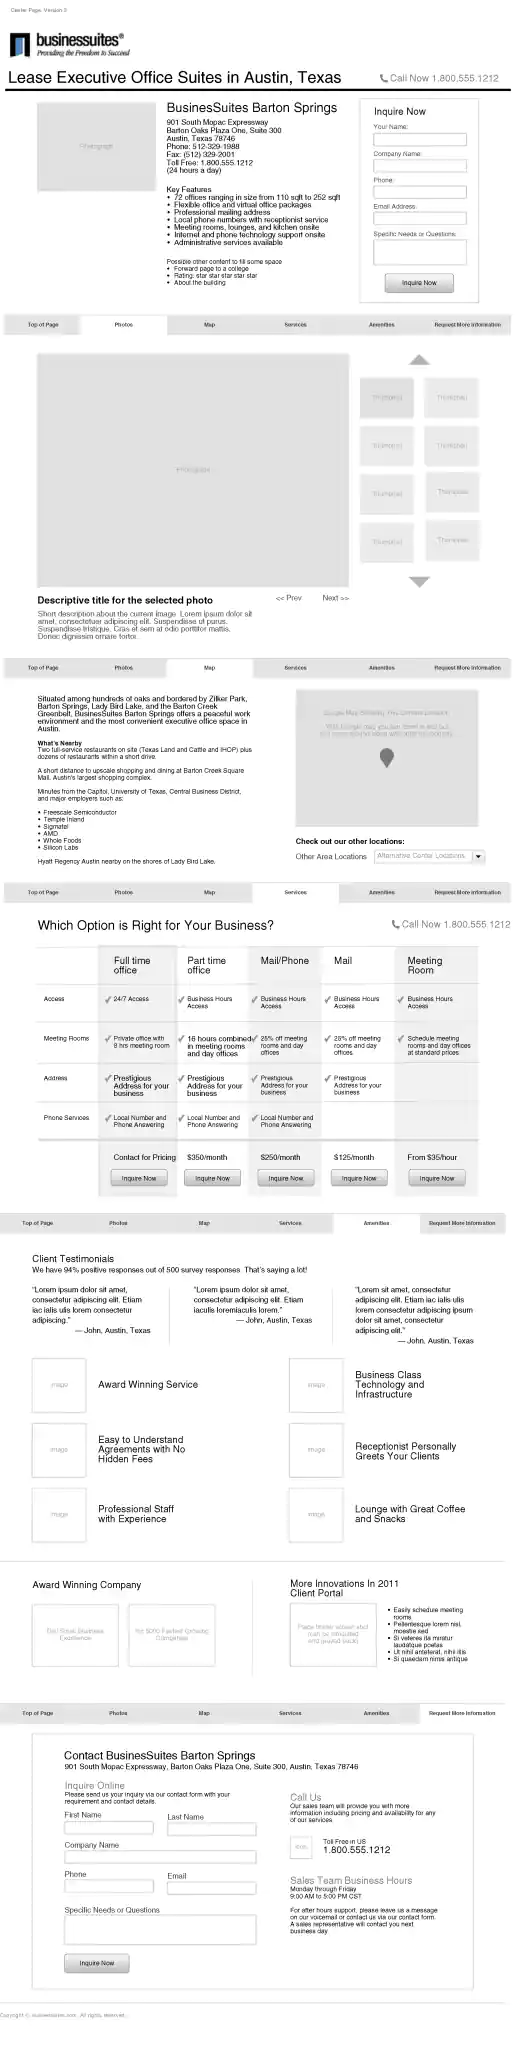 Center Page, Version 2
businessuites®
Providing the Freedom to Succeed
Lease Executive Office Suites in Austin, Texas
Call Now 1.800.555.1212
Photograph
BusinesSuites Barton Springs
901 South Mopac Expressway
Barton Oaks Plaza One, Suite 300
Austin, Texas 78746
Phone: 512-329-1988
Fax: (512) 329-2001
Toll Free: 1.800.555.1212
(24 hours a day)
Key Features
• 72 offices ranging in size from 110 sqft to 252 sqft
• Flexible office and virtual office packages
• Professional mailing address
• Local phone numbers with receptionist service
• Meeting rooms, lounges, and kitchen onsite
• Internet and phone technology support onsite
• Administrative services available
Possible other content to fill some space
• Forward page to a college
• Rating: star star star star star
• About the building
Inquire Now
Your Name:
Company Name:
Phone:
Email Address:
Specific Needs or Questions:
Inquire Now
Top of Page Photos Map Services Amenities Request More Information
Photograph
Thumbnail Thumbnail
Thumbnail Thumbnail
Thumbnail Thumbnail
Thumbnail Thumbnail
Descriptive title for the selected photo
<< Prev Next >>
Short description about the current image. Lorem ipsum dolor sit
amet, consectetuer adipiscing elit. Suspendisse ut purus.
Suspendisse tristique. Cras et sem at odio porttitor mattis.
Donec dignissim ornare tortor.
Top of Page Photos Map Services Amenities Request More Information
Situated among hundreds of oaks and bordered by Zilker Park,
Barton Springs, Lady Bird Lake, and the Barton Creek
Greenbelt, BusinesSuites Barton Springs offers a peaceful work
environment and the most convenient executive office space in
Austin.
What's Nearby
Two full-service restaurants on site (Texas Land and Cattle and IHOP) plus
dozens of restaurants within a short drive.
A short distance to upscale shopping and dining at Barton Creek Square
Mall, Austin's largest shopping complex.
Minutes from the Capitol, University of Texas, Central Business District,
and major employers such as:
• Freescale Semiconductor
• Temple Inland
• Sigmatel
• AMD
• Whole Foods
• Silicon Labs
Hyatt Regency Austin nearby on the shores of Lady Bird Lake.
Check out our other locations:
Other Area Locations Alternative Center Locations
Top of Page Photos Map Services Amenities Request More Information
Which Option is Right for Your Business?
Call Now 1.800.555.1212
Full time office Part time office Mail/Phone Mail Meeting Room
Access 24/7 Access Business Hours Access Business Hours Access Business Hours Access Business Hours Access
Meeting Rooms Private office with 8 hrs meeting room 16 hours combined in meeting rooms and day offices 25% off meeting rooms and day offices 25% off meeting rooms and day offices Schedule meeting rooms and day offices at standard prices
Address Prestigious Address for your business Prestigious Address for your business Prestigious Address for your business Prestigious Address for your business
Phone Services Local Number and Phone Answering Local Number and Phone Answering Local Number and Phone Answering
Contact for Pricing $350/month $250/month $125/month From $35/hour
Inquire Now Inquire Now Inquire Now Inquire Now Inquire Now
Top of Page Photos Map Services Amenities Request More Information
Client Testimonials
We have 94% positive responses out of 500 survey responses. That's saying a lot!
"Lorem ipsum dolor sit amet,
consectetur adipiscing elit. Etiam
iac ialis ulis lorem consectetur
adipiscing."
— John, Austin, Texas
"Lorem ipsum dolor sit amet,
consectetur adipiscing elit. Etiam
iaculis loremiaculis lorem."
— John, Austin, Texas
"Lorem sit amet, consectetur
adipiscing elit. Etiam iac ialis ulis
lorem consectetur adipiscing ipsum
dolor sit amet, consectetur
adipiscing elit."
— John, Austin, Texas
image Award Winning Service
image Business Class
Technology and
Infrastructure
image Easy to Understand
Agreements with No
Hidden Fees
image Receptionist Personally
Greets Your Clients
image Professional Staff
with Experience
image Lounge with Great Coffee
and Snacks
Award Winning Company
More Innovations In 2011
Client Portal
• Easily schedule meeting
rooms
• Pellentesque lorem nisl,
moestie sed
• Si veteres ita miratur
laudatque poetas
• Ut nihil anteferat, nihil illis
• Si quaedam nimis antique
Top of Page Photos Map Services Amenities Request More Information
Contact BusinesSuites Barton Springs
901 South Mopac Expressway, Barton Oaks Plaza One, Suite 300, Austin, Texas 78746
Inquire Online
Please send us your inquiry via our contact form with your
requirement and contact details.
First Name Last Name
Company Name
Phone Email
Specific Needs or Questions
Inquire Now
Call Us
Our sales team will provide you with more
information including pricing and availability for any
of our services
Toll Free in US
1.800.555.1212
Sales Team Business Hours
Monday through Friday
9:00 AM to 5:00 PM CST
For after hours support, please leave us a message
on our voicemail or contact us via our contact form.
A sales representative will contact you next
business day
Copyright © businessuites.com. All rights reserved.